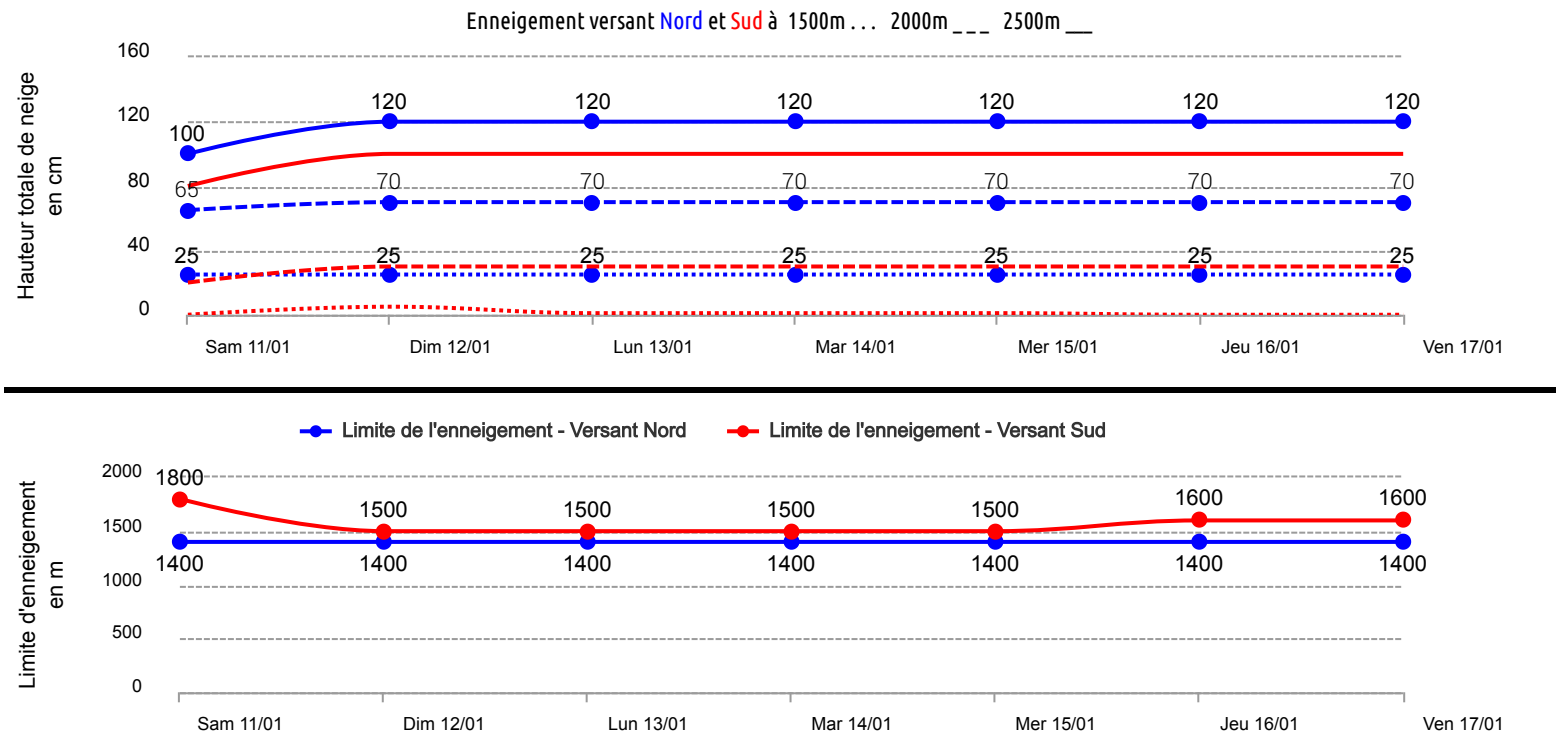 Enneigement versant Nord et Sud à 1500m . . . 2000m _ _ _ 2500m __
Hauteur totale de neige
en cm
160
120
80
40
0
100 120 120 120 120 120 120
65 70 70 70 70 70 70
25 25 25 25 25 25 25
Sam 11/01 Dim 12/01 Lun 13/01 Mar 14/01 Mer 15/01 Jeu 16/01 Ven 17/01
Limite de l'enneigement - Versant Nord Limite de l'enneigement - Versant Sud
Limite d'enneigement
en m
2000
1500
1000
500
0
1800 1500 1500 1500 1500 1600 1600
1400 1400 1400 1400 1400 1400 1400
Sam 11/01 Dim 12/01 Lun 13/01 Mar 14/01 Mer 15/01 Jeu 16/01 Ven 17/01